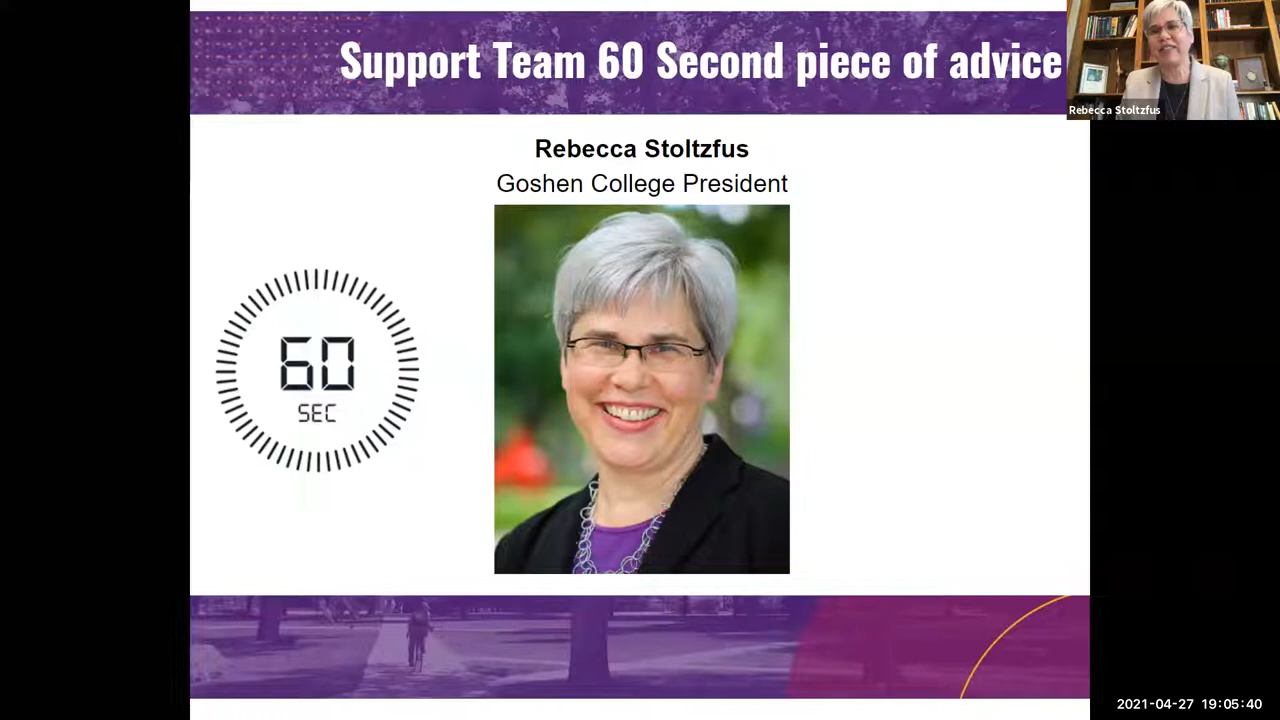 Support Team 60 Second piece of advice
Rebecca Stoltzfus
Rebecca Stoltzfus
Goshen College President
60
SEC
2021-04-27 19:05:40